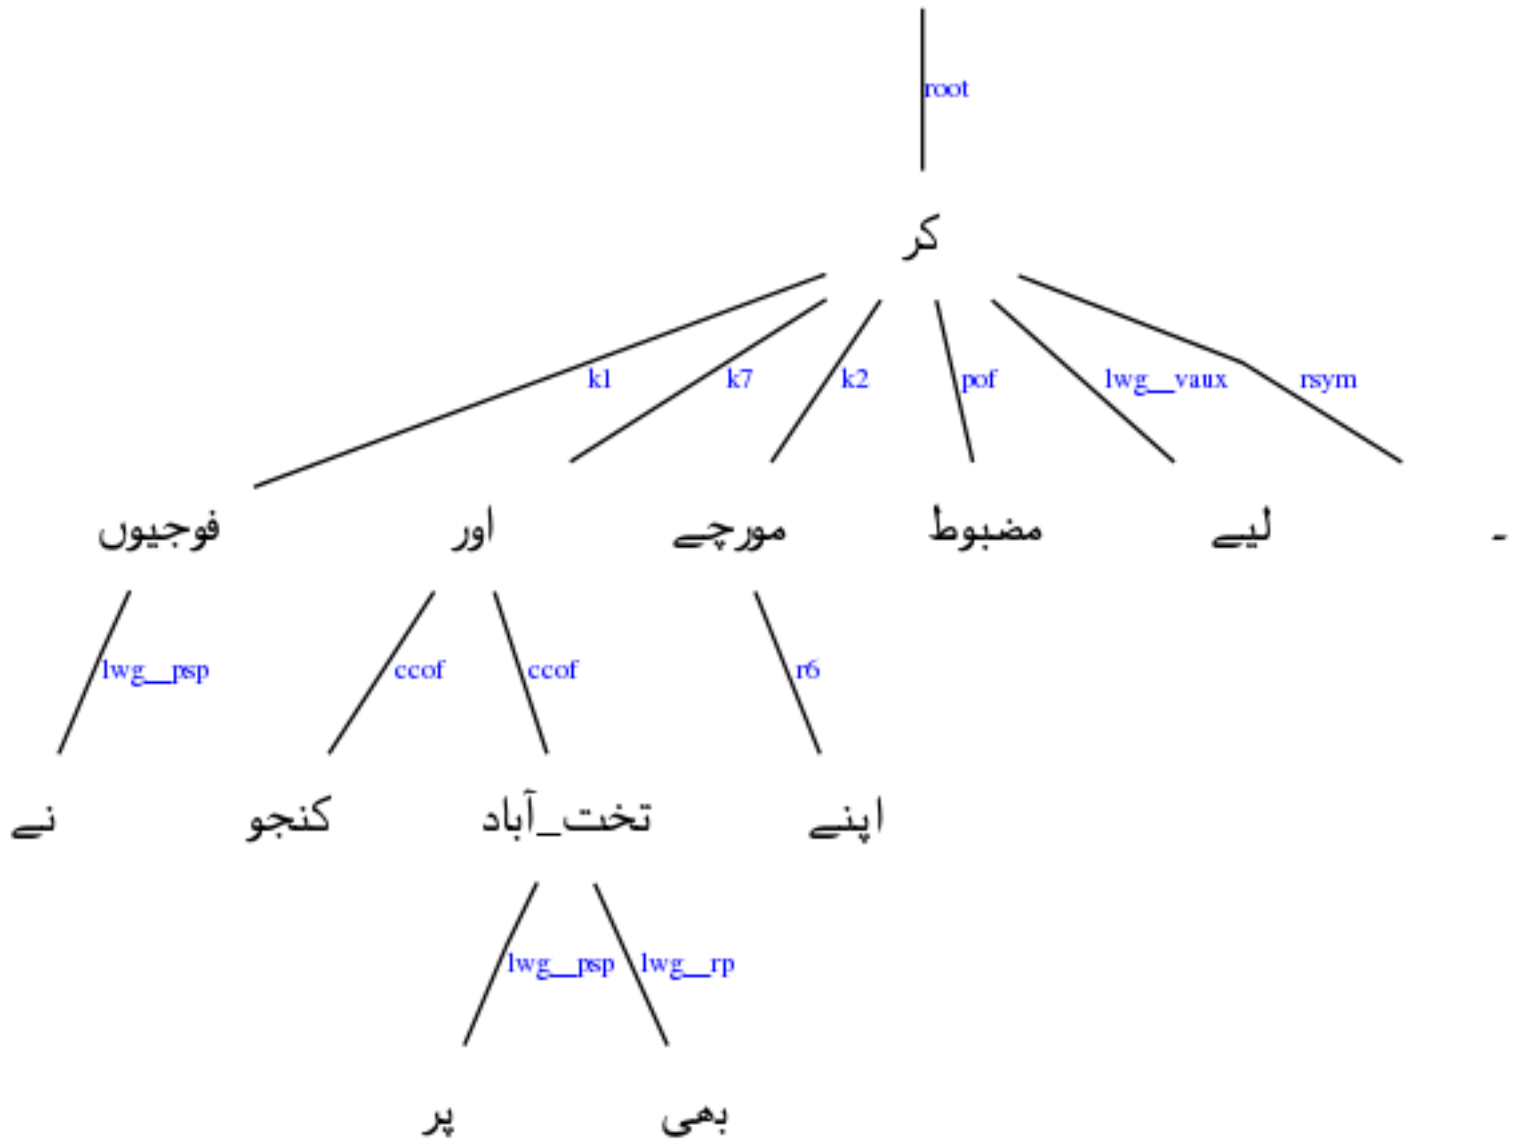 root
کر
k1 k7 k2 pof lwg__vaux rsym
فوجیوں اور مورچے مضبوط لیے ۔
lwg__psp ccof ccof r6
نے کنجو تخت_آباد اپنے
lwg__psp lwg__rp
پر بھی